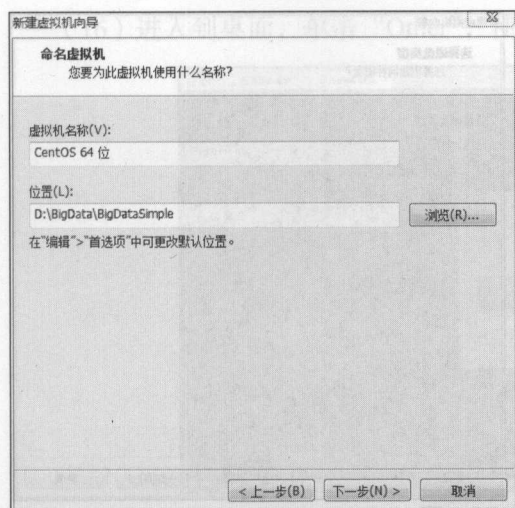 新建虚拟机向导
命名虚拟机
您要为此虚拟机使用什么名称?
虚拟机名称(V):
CentOS 64 位
位置(L):
D:\BigData\BigDataSimple
浏览(R)...
在"编辑">"首选项"中可更改默认位置。
<上一步(B)
下一步(N) >
取消